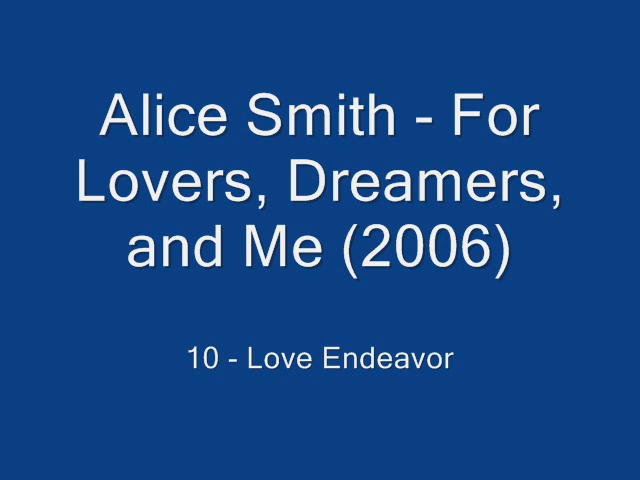 Alice Smith - For
Lovers, Dreamers,
and Me (2006)
10 - Love Endeavor